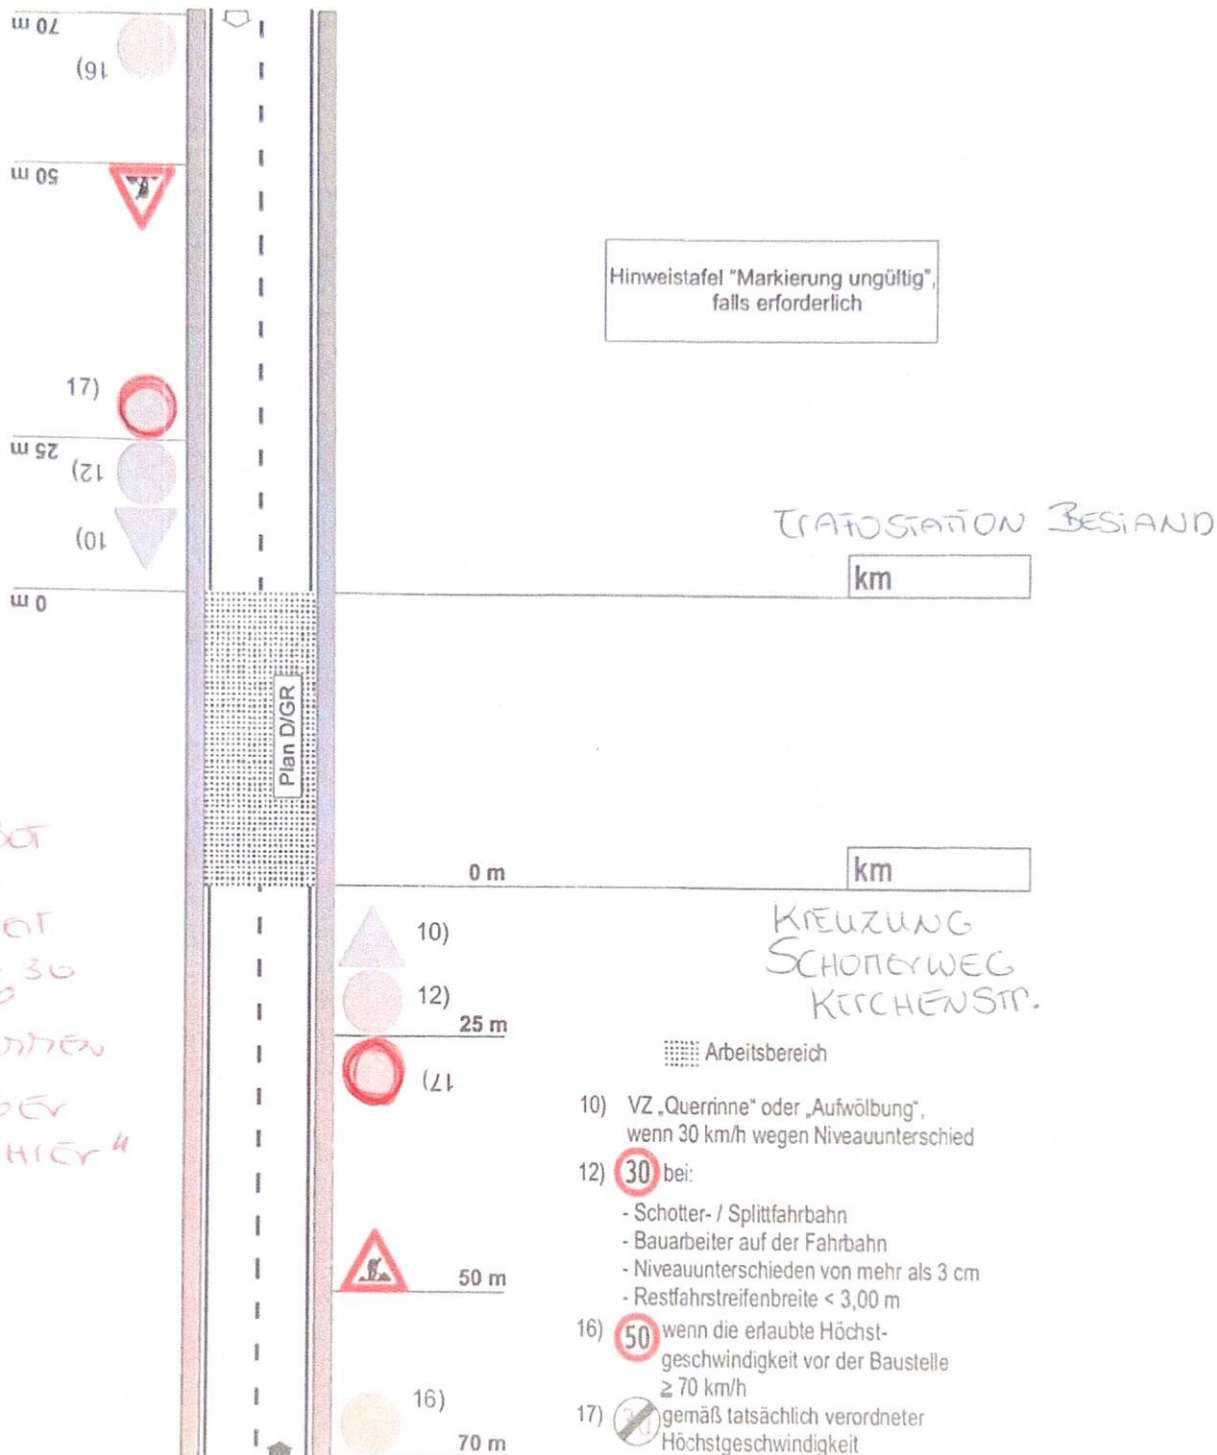 70 m
16)
50 m
17)
25 m
12)
10)
0 m
Hinweistafel "Markierung ungültig",
falls erforderlich
TRAFOSTATION BESTAND
km
Plan D/GR
0 m
km
KREUZUNG
SCHOMERWEG
KIRCHENSTR.
10)
12)
25 m
17)
50 m
16)
70 m
30
HIER"
Arbeitsbereich
10) VZ „Querrinne" oder „Aufwölbung",
wenn 30 km/h wegen Niveauunterschied
12) 30 bei:
- Schotter- / Splittfahrbahn
- Bauarbeiter auf der Fahrbahn
- Niveauunterschieden von mehr als 3 cm
- Restfahrstreifenbreite < 3,00 m
16) 50 wenn die erlaubte Höchst-
geschwindigkeit vor der Baustelle
≥ 70 km/h
17) gemäß tatsächlich verordneter
Höchstgeschwindigkeit